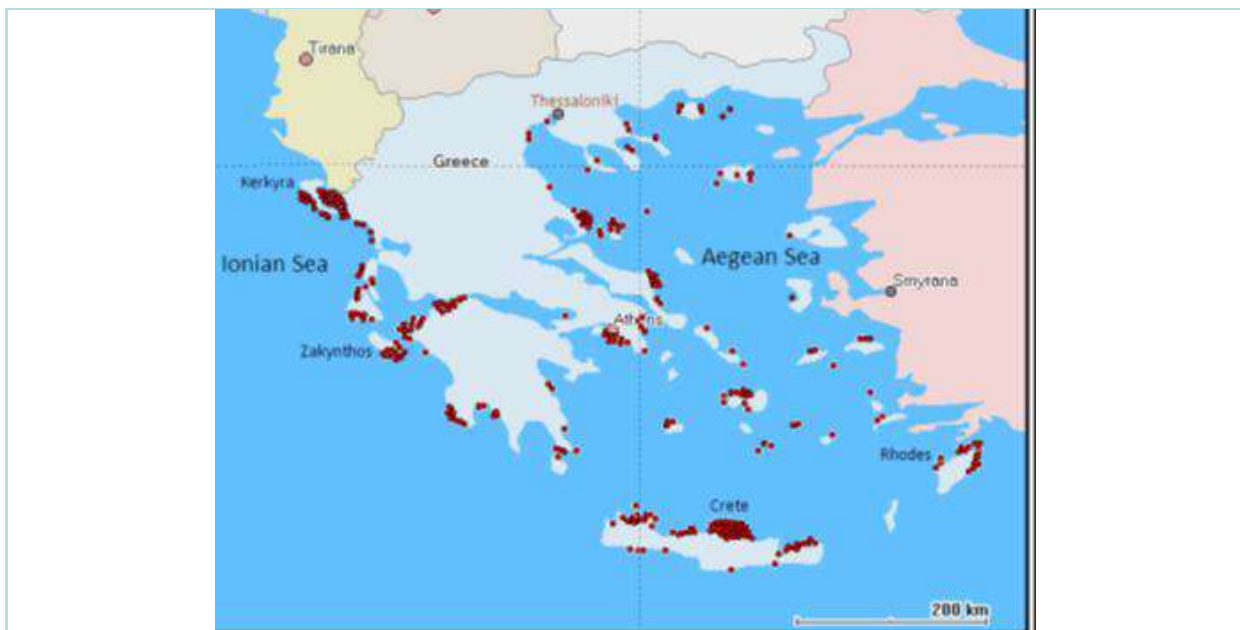 Tirana
Thessaloniki
Greece
Kerkyra
Aegean Sea
Ionian Sea
Smyrana
Athens
Zakynthos
Rhodes
Crete
200 km